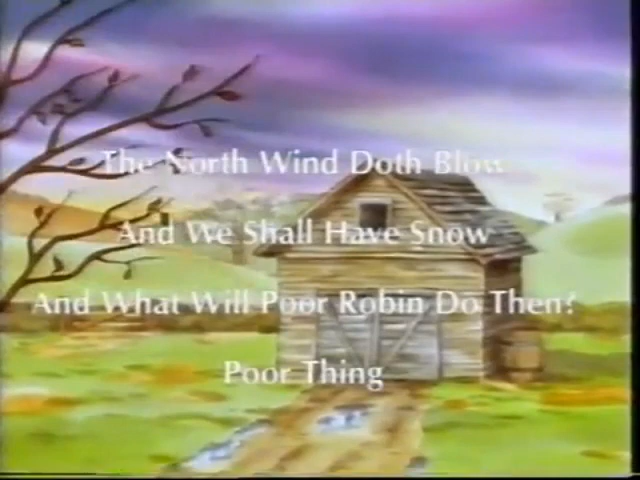 The North Wind Doth Blow
And We Shall Have Snow
And What Will Poor Robin Do Then?
Poor Thing